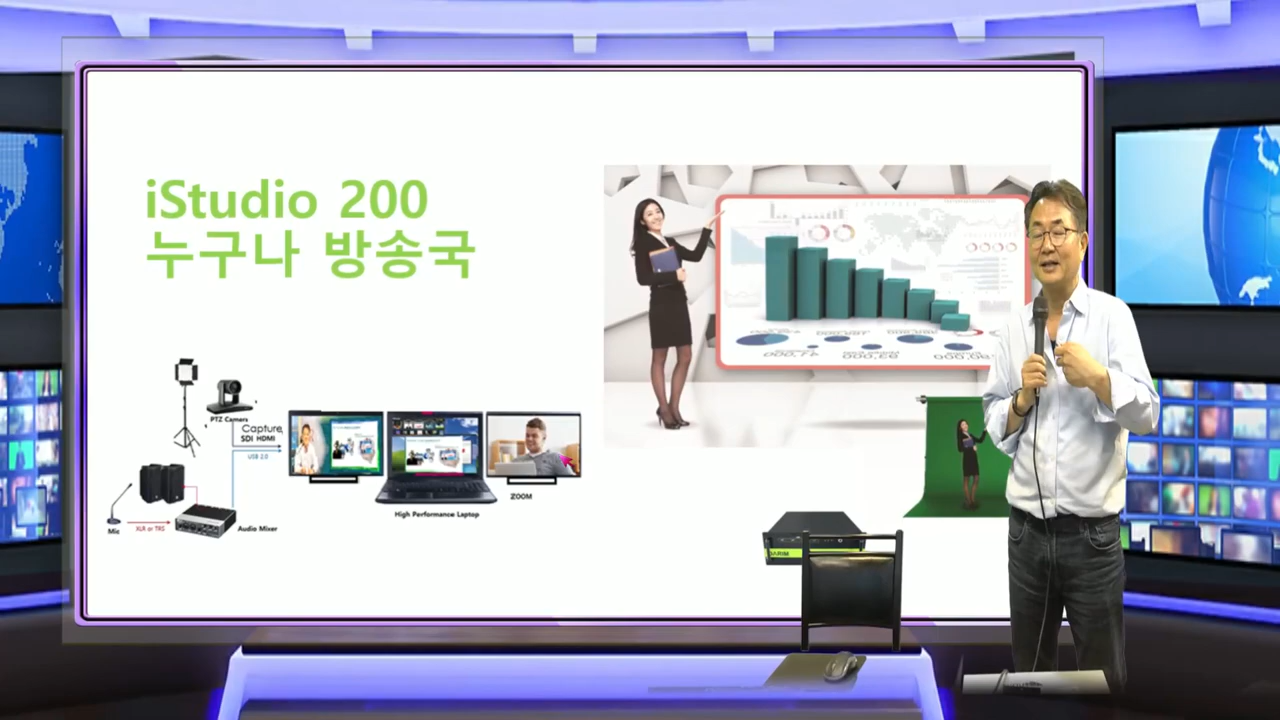 iStudio 200
누구나 방송국
PTZ Camera
Capture,
SDI HDMI
USB 2.0
ZOOM
High Performance Laptop
Mic
XLR or TRS
Audio Mixer
DARIM